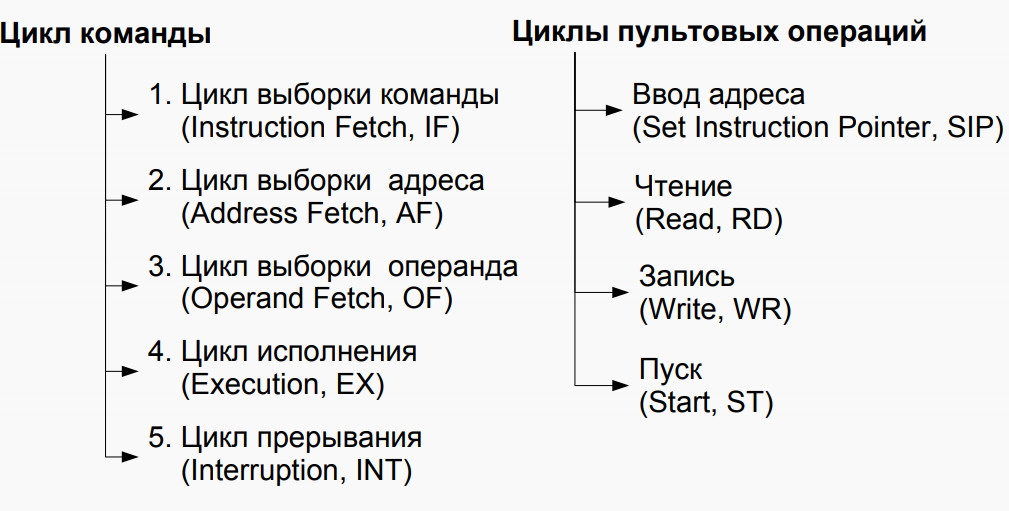 Цикл команды
1. Цикл выборки команды
(Instruction Fetch, IF)
2. Цикл выборки адреса
(Address Fetch, AF)
3. Цикл выборки операнда
(Operand Fetch, OF)
4. Цикл исполнения
(Execution, EX)
5. Цикл прерывания
(Interruption, INT)
Циклы пультовых операций
Ввод адреса
(Set Instruction Pointer, SIP)
Чтение
(Read, RD)
Запись
(Write, WR)
Пуск
(Start, ST)